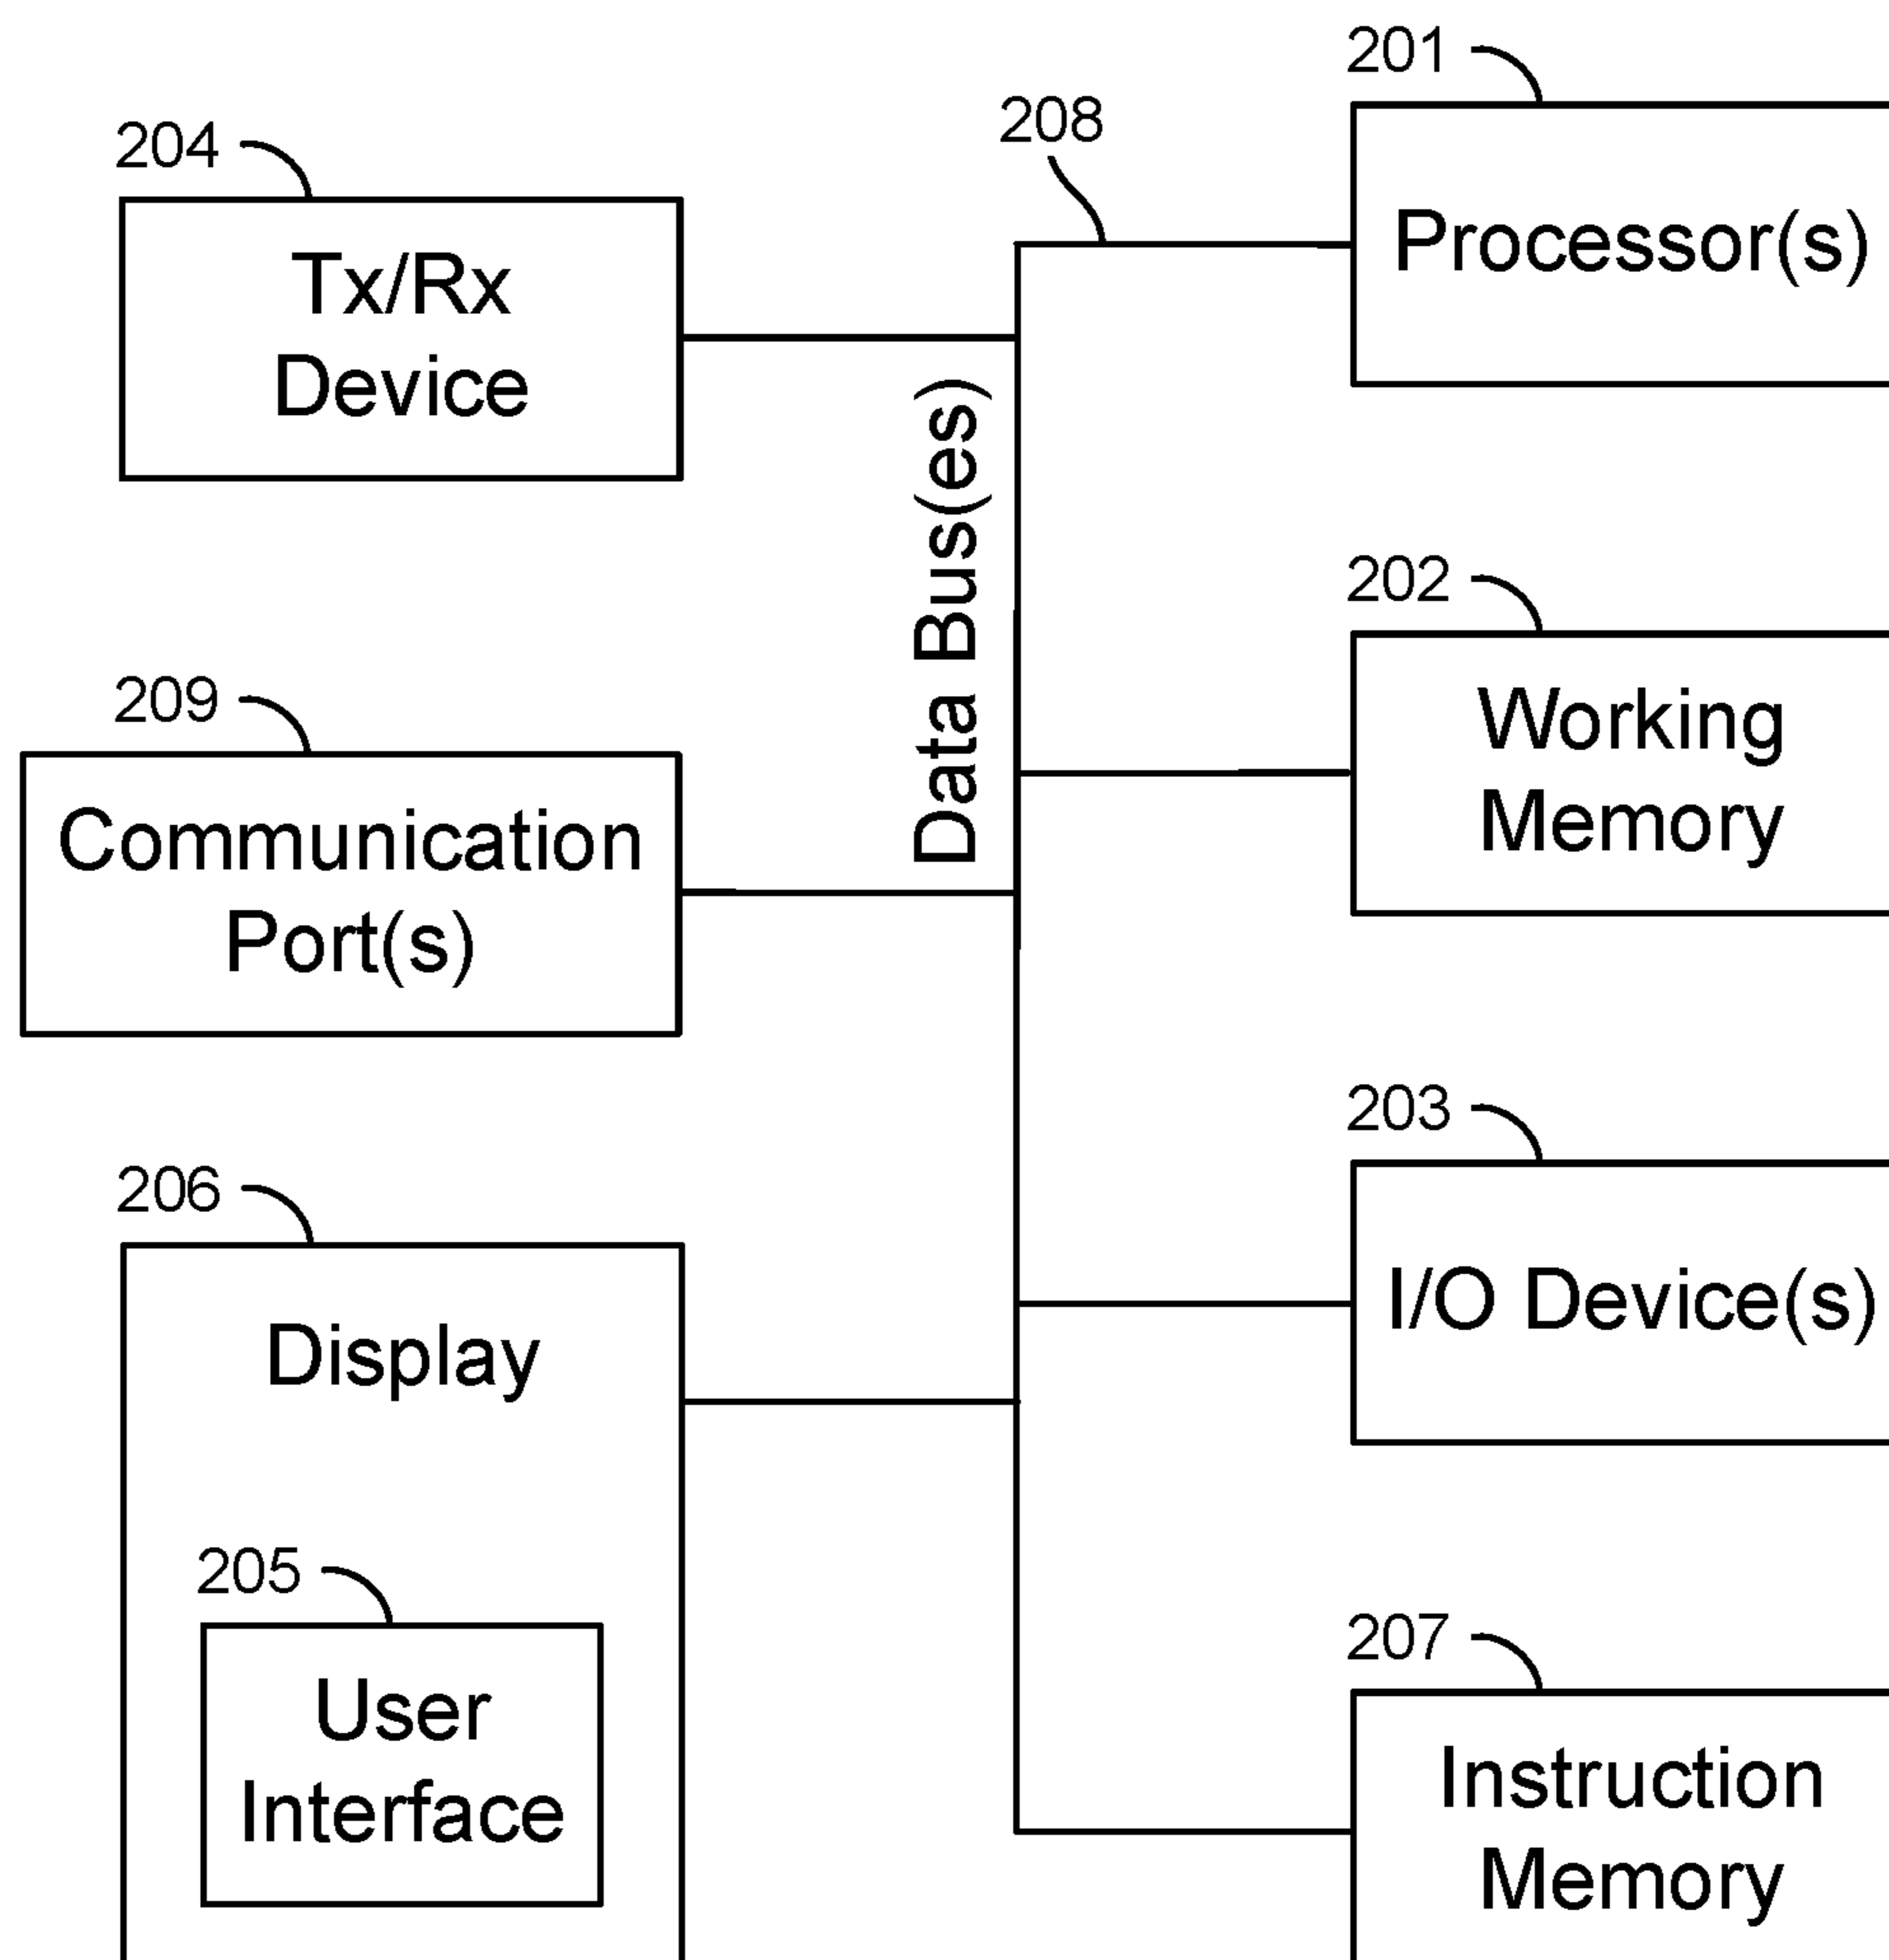 201
Processor(s)
204
Tx/Rx
Device
208
Data Bus(es)
202
Working
Memory
209
Communication
Port(s)
203
I/O Device(s)
206
Display
205
User
Interface
207
Instruction
Memory